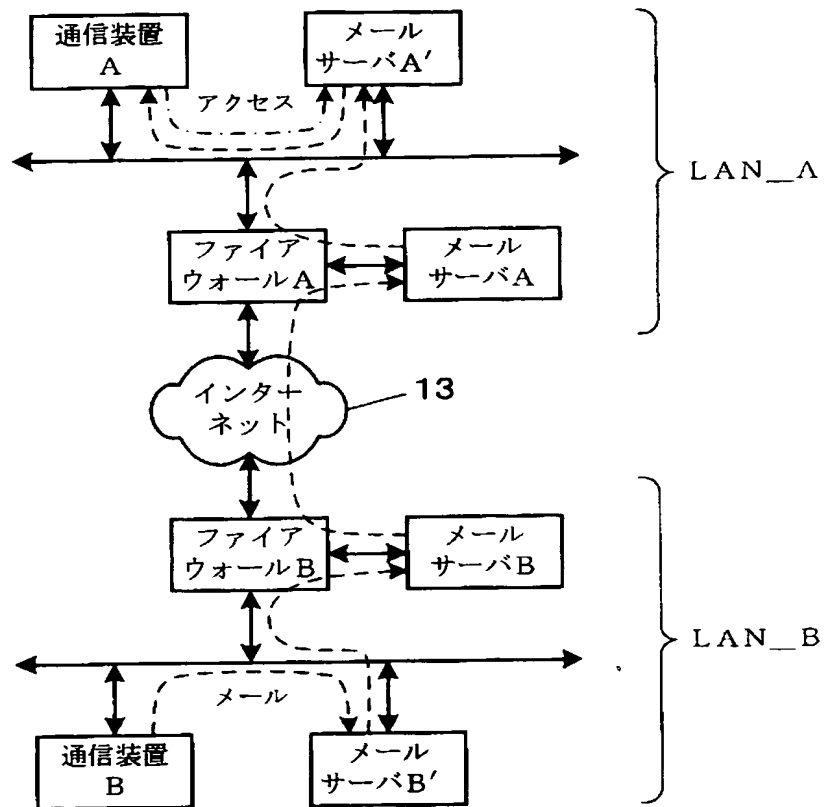 通信装置
A
メール
サーバA′
アクセス
LAN__A
ファイア
ウォールA
メール
サーバA
インター
ネット
13
ファイア
ウォールB
メール
サーバB
LAN__B
メール
通信装置
B
メール
サーバB′